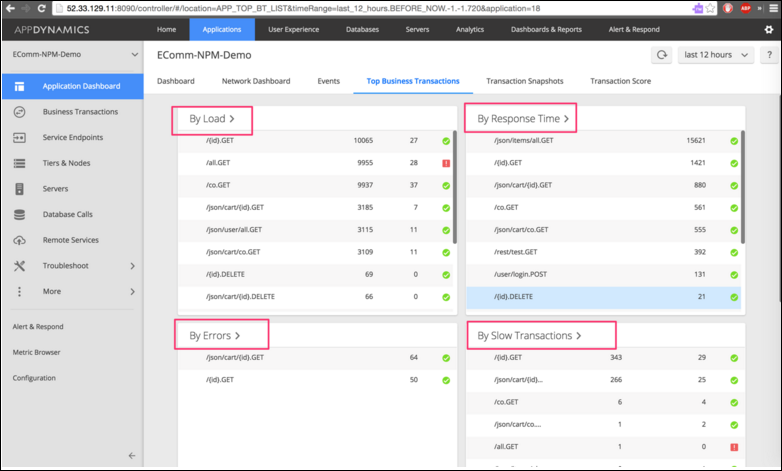 52.33.129.11:8090/controller/#/location=APP_TOP_BT_LIST&timeRange=last_12_hours.BEFORE_NOW.-1.-1.720&application=18
APPDYNAMICS Home Applications User Experience Databases Servers Analytics Dashboards & Reports Alert & Respond
EComm-NPM-Demo
Application Dashboard
Business Transactions
Service Endpoints
Tiers & Nodes
Servers
Database Calls
Remote Services
Troubleshoot
More
Alert & Respond
Metric Browser
Configuration
EComm-NPM-Demo last 12 hours ?
Dashboard Network Dashboard Events Top Business Transactions Transaction Snapshots Transaction Score
By Load
/{id}.GET 10065 27
/all.GET 9955 28
/co.GET 9937 37
/json/cart/{id}.GET 3185 7
/json/user/all.GET 3115 11
/json/cart/co.GET 3109 11
/{id}.DELETE 69 0
/json/cart/{id}.DELETE 66 0
By Response Time
/json/items/all.GET 15621
/{id}.GET 1421
/json/cart/{id}.GET 880
/co.GET 561
/json/cart/co.GET 555
/rest/test.GET 392
/user/login.POST 131
/{id}.DELETE 21
By Errors
/json/cart/{id}.GET 64
/{id}.GET 50
By Slow Transactions
/{id}.GET 343 29
/json/cart/{id}... 266 25
/co.GET 6 4
/json/cart/co.... 1 2
/all.GET 1 0